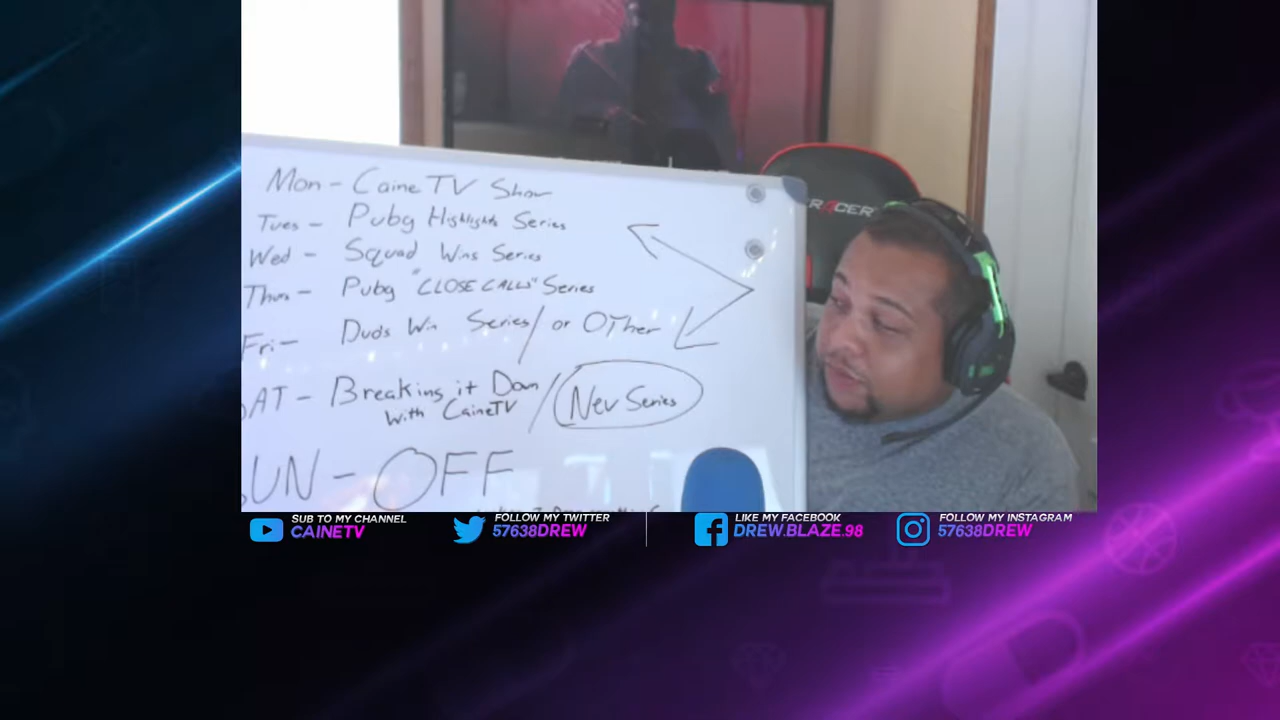 Mon - Caine TV Show
Tues - Pubg Highlights Series
Wed - Squad Wins Series
Thurs - Pubg "CLOSE CALLS" Series
Fri - Duds Win Series / or OTher
SAT - Breaking it Down / New Series
With CaineTV
SUN - OFF
SUB TO MY CHANNEL
CAINETV
FOLLOW MY TWITTER
57638DREW
LIKE MY FACEBOOK
DREW.BLAZE.98
FOLLOW MY INSTAGRAM
57638DREW